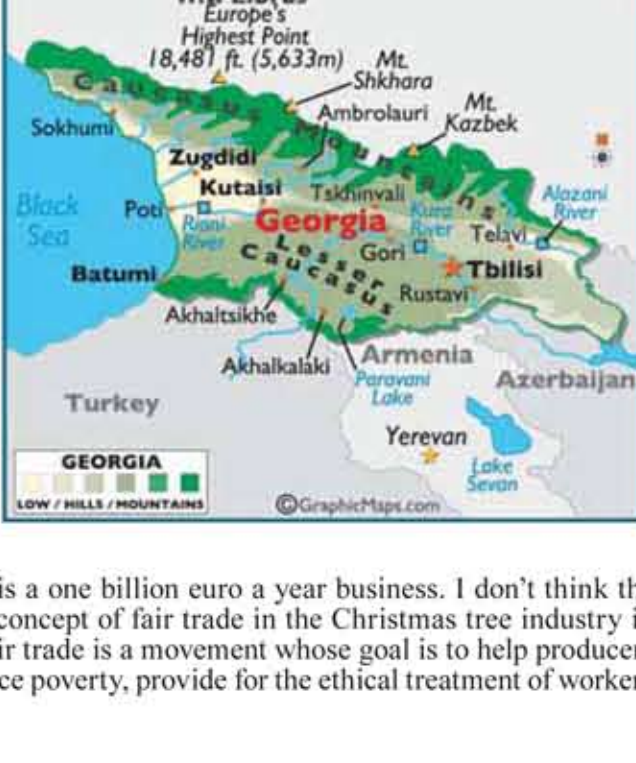 Europe's
Highest Point
18,481 ft. (5,633m)
Mt.
Shkhara
Caucasus Mountains
Ambrolauri
Mt.
Kazbek
Sokhumi
Zugdidi
Kutaisi
Tskhinvali
Alazani
River
Black
Sea
Poti
Rioni
River
Georgia
Kura
River
Telavi
Lesser
Caucasus
Gori
Tbilisi
Batumi
Rustavi
Akhaltsikhe
Akhalkalaki
Armenia
Paravani
Lake
Azerbaijan
Turkey
Yerevan
Lake
Sevan
GEORGIA
LOW / HILLS / MOUNTAINS
©GraphicMaps.com
is a one billion euro a year business. I don't think th
concept of fair trade in the Christmas tree industry i
ir trade is a movement whose goal is to help producer
ce poverty, provide for the ethical treatment of worker